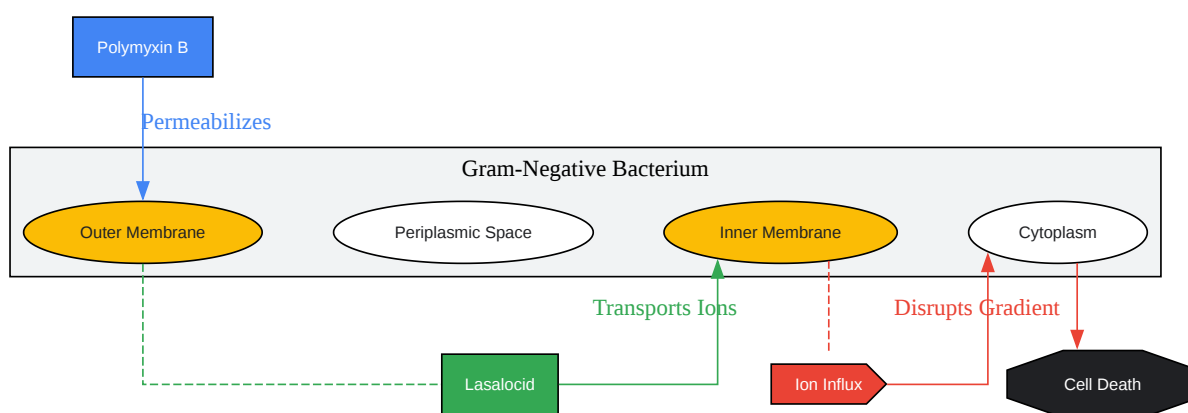 Polymyxin B
Permeabilizes
Gram-Negative Bacterium
Outer Membrane
Periplasmic Space
Inner Membrane
Cytoplasm
Transports Ions
Disrupts Gradient
Lasalocid
Ion Influx
Cell Death